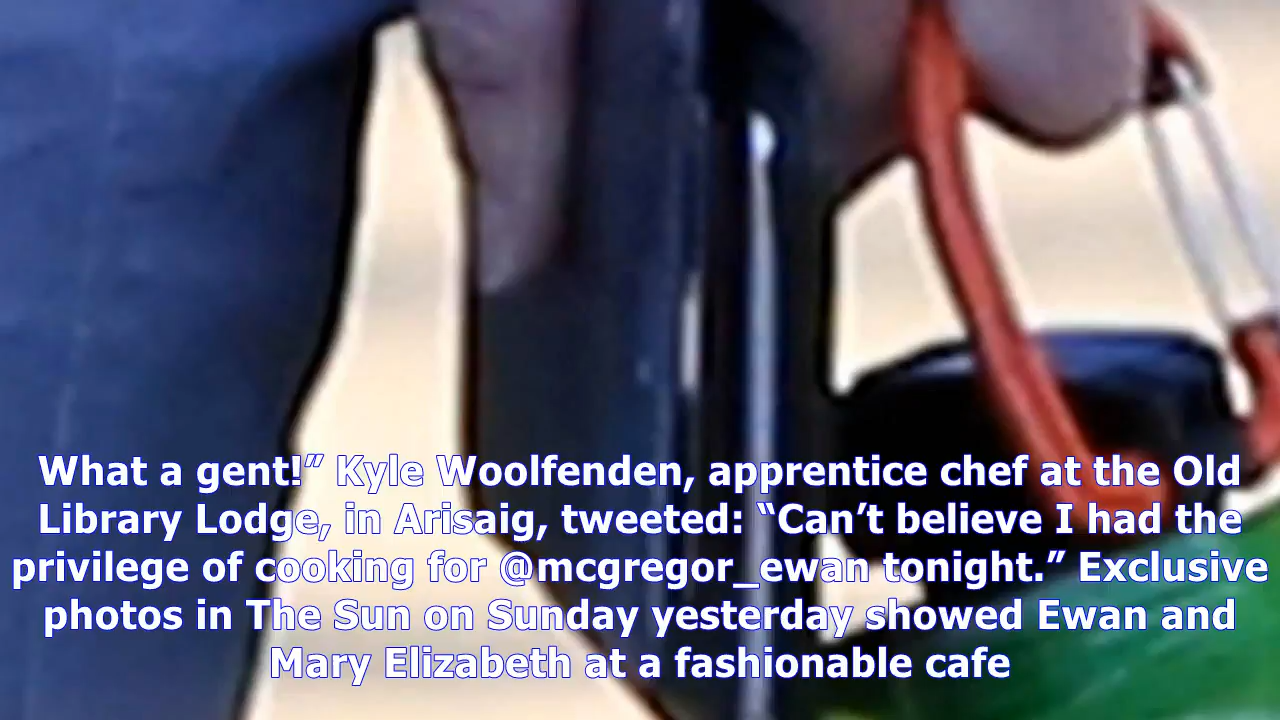 What a gent!” Kyle Woolfenden, apprentice chef at the Old
Library Lodge, in Arisaig, tweeted: “Can’t believe I had the
privilege of cooking for @mcgregor_ewan tonight.” Exclusive
photos in The Sun on Sunday yesterday showed Ewan and
Mary Elizabeth at a fashionable cafe